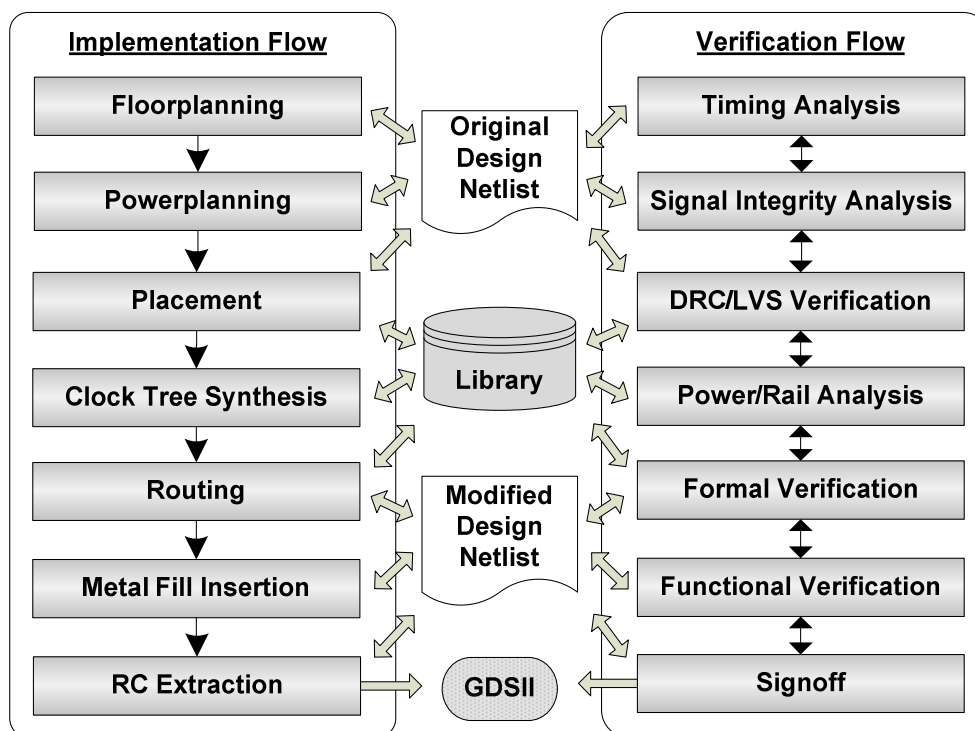 Implementation Flow
Floorplanning
Powerplanning
Placement
Clock Tree Synthesis
Routing
Metal Fill Insertion
RC Extraction
Original
Design
Netlist
Library
Modified
Design
Netlist
GDSII
Verification Flow
Timing Analysis
Signal Integrity Analysis
DRC/LVS Verification
Power/Rail Analysis
Formal Verification
Functional Verification
Signoff